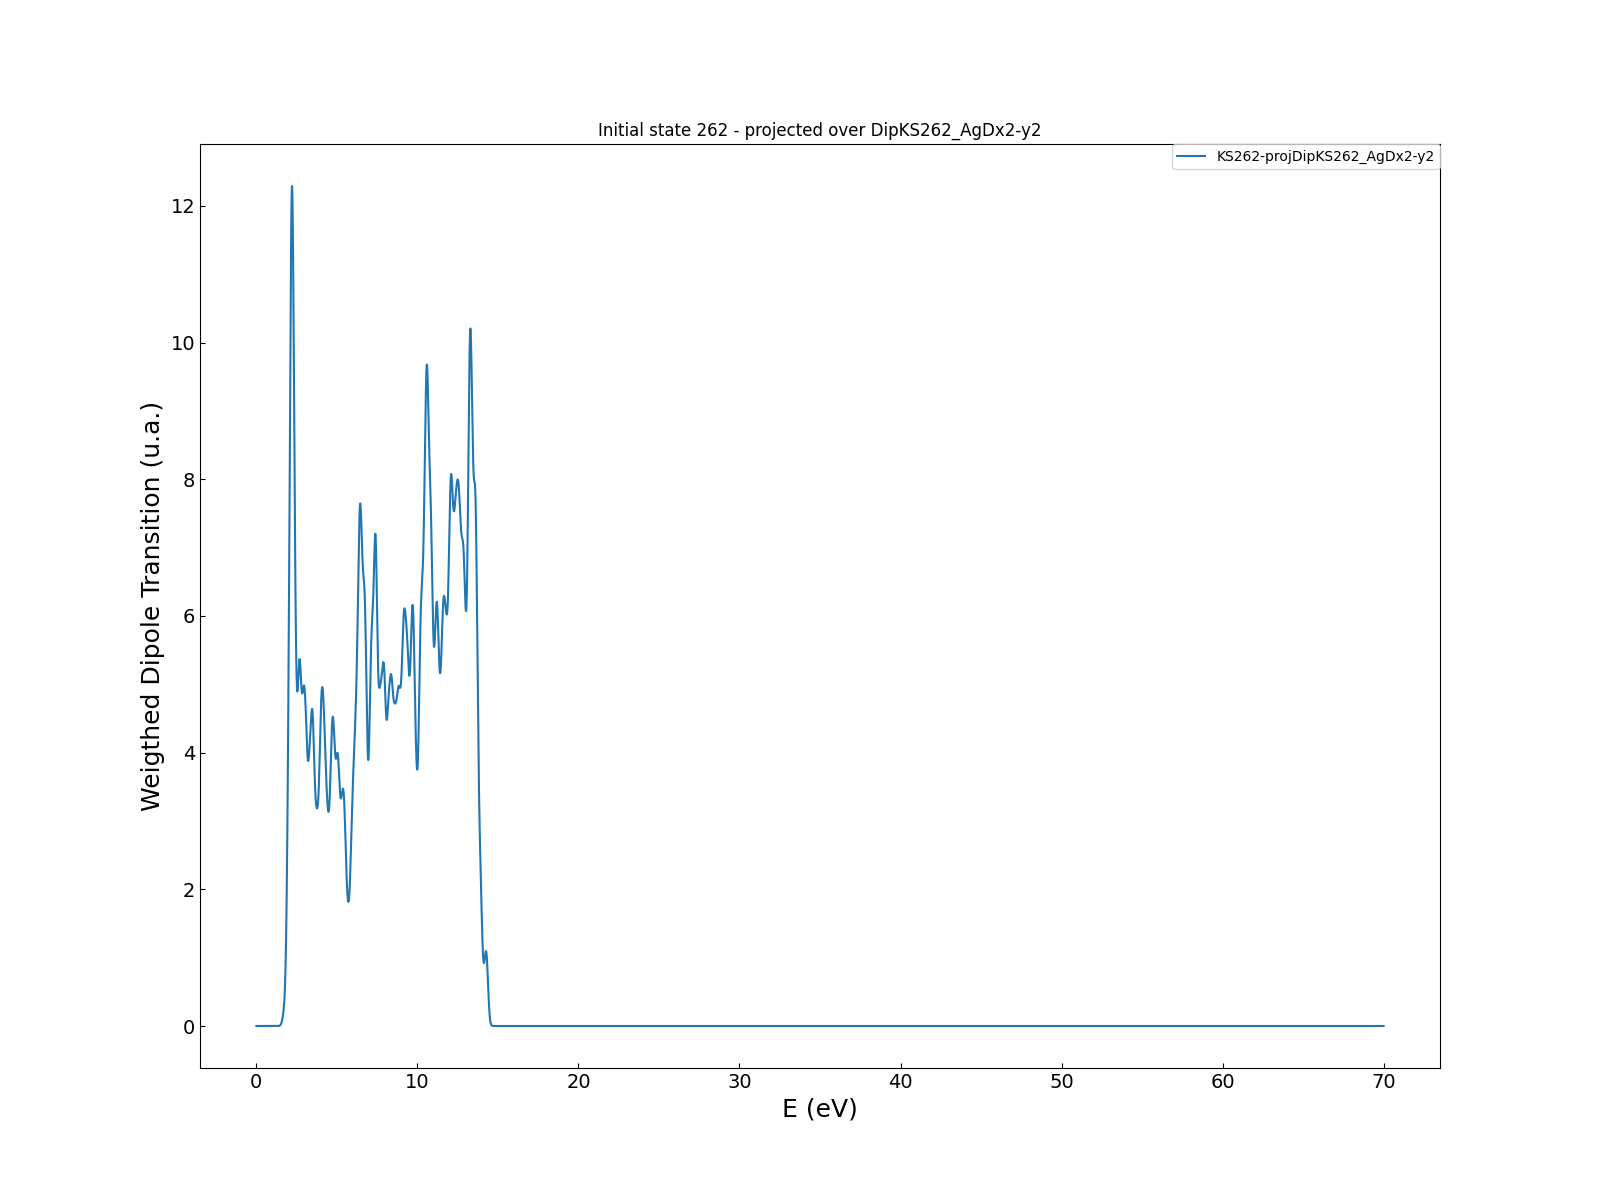 Initial state 262 - projected over DipKS262_AgDx2-y2
KS262-projDipKS262_AgDx2-y2
Weigthed Dipole Transition (u.a.)
12
10
8
6
4
2
0
0 10 20 30 40 50 60 70
E (eV)